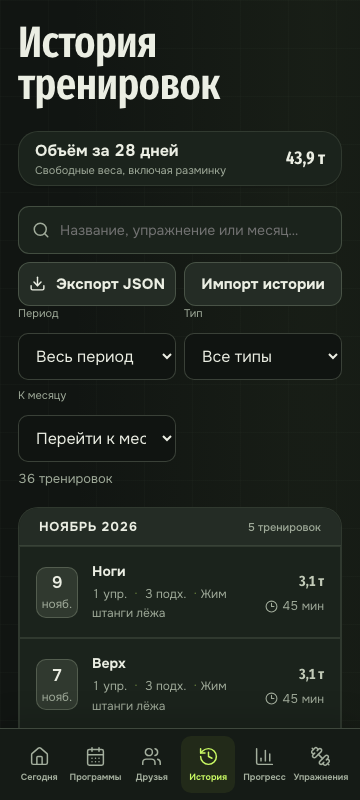 История
тренировок
Объём за 28 дней
43,9 т
Свободные веса, включая разминку
Название, упражнение или месяц...
Экспорт JSON
Импорт истории
Период
Тип
Весь период
Все типы
К месяцу
Перейти к мес
36 тренировок
НОЯБРЬ 2026
5 тренировок
9
нояб.
Ноги
1 упр. · 3 подх. · Жим
штанги лёжа
3,1 т
45 мин
7
нояб.
Верх
1 упр. · 3 подх. · Жим
штанги лёжа
3,1 т
45 мин
Сегодня
Программы
Друзья
История
Прогресс
Упражнения